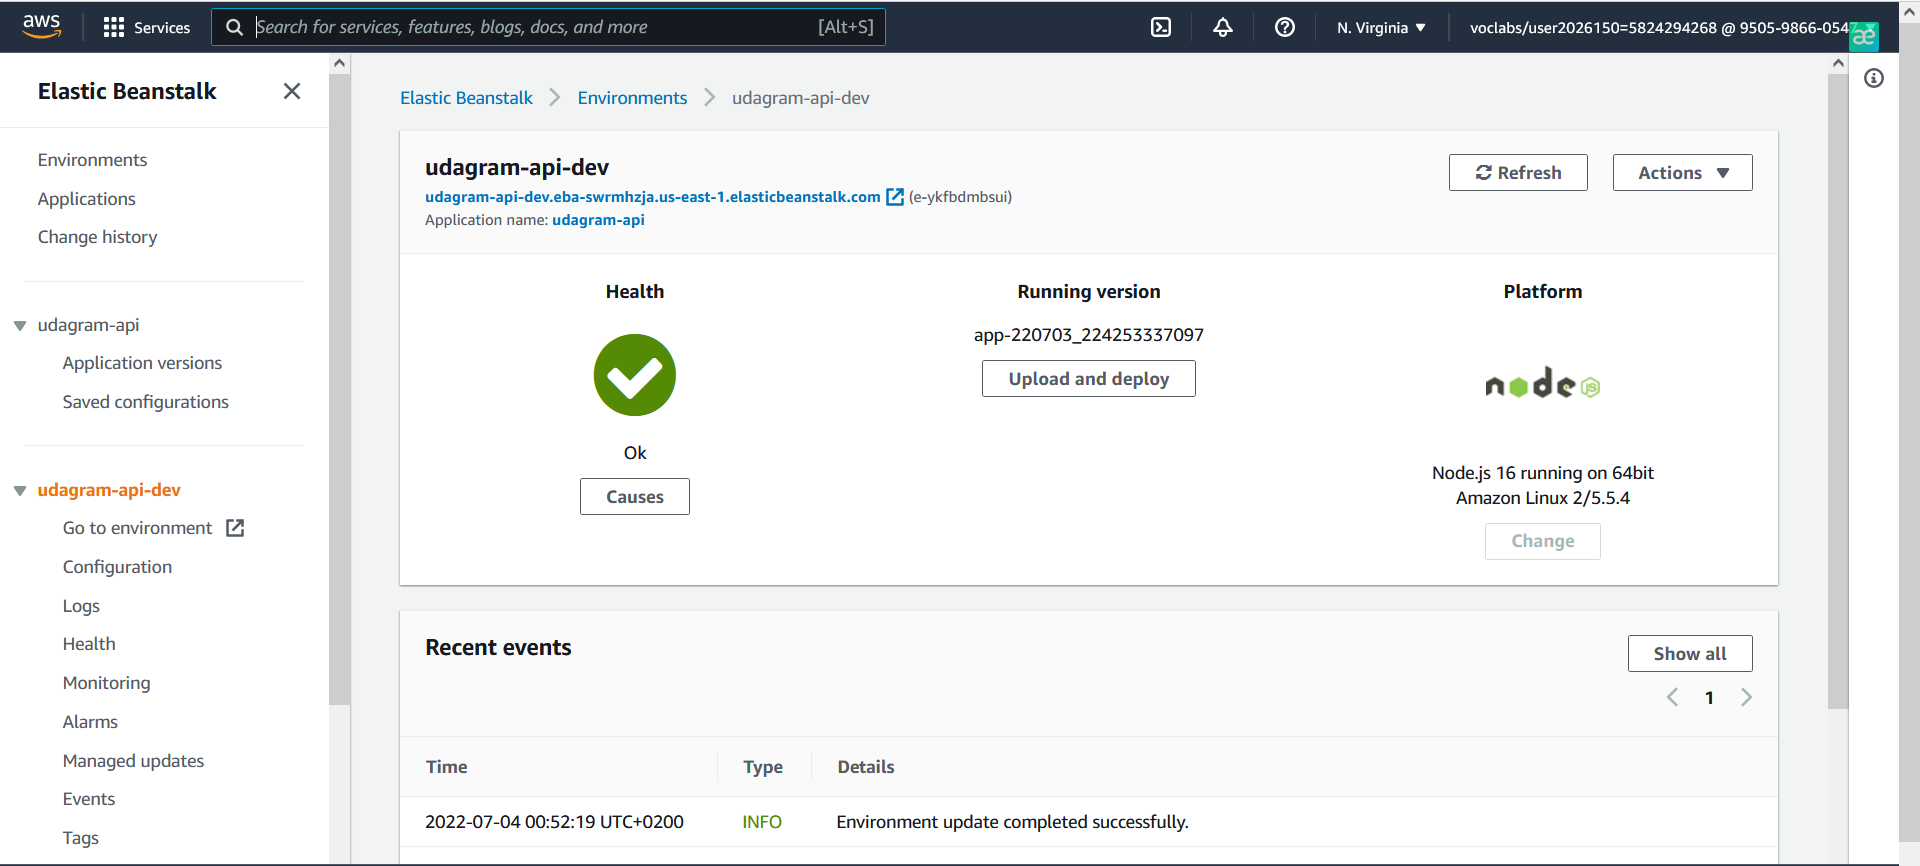 aws
Services
Search for services, features, blogs, docs, and more
[Alt+S]
N. Virginia
voclabs/user2026150=5824294268 @ 9505-9866-054
Elastic Beanstalk
Environments
Applications
Change history
udagram-api
Application versions
Saved configurations
udagram-api-dev
Go to environment
Configuration
Logs
Health
Monitoring
Alarms
Managed updates
Events
Tags
Elastic Beanstalk
Environments
udagram-api-dev
udagram-api-dev
udagram-api-dev.eba-swrmhzja.us-east-1.elasticbeanstalk.com (e-ykfbdmbsui)
Application name: udagram-api
Refresh
Actions
Health
Ok
Causes
Running version
app-220703_224253337097
Upload and deploy
Platform
node JS
Node.js 16 running on 64bit
Amazon Linux 2/5.5.4
Change
Recent events
Show all
1
Time
Type
Details
2022-07-04 00:52:19 UTC+0200
INFO
Environment update completed successfully.